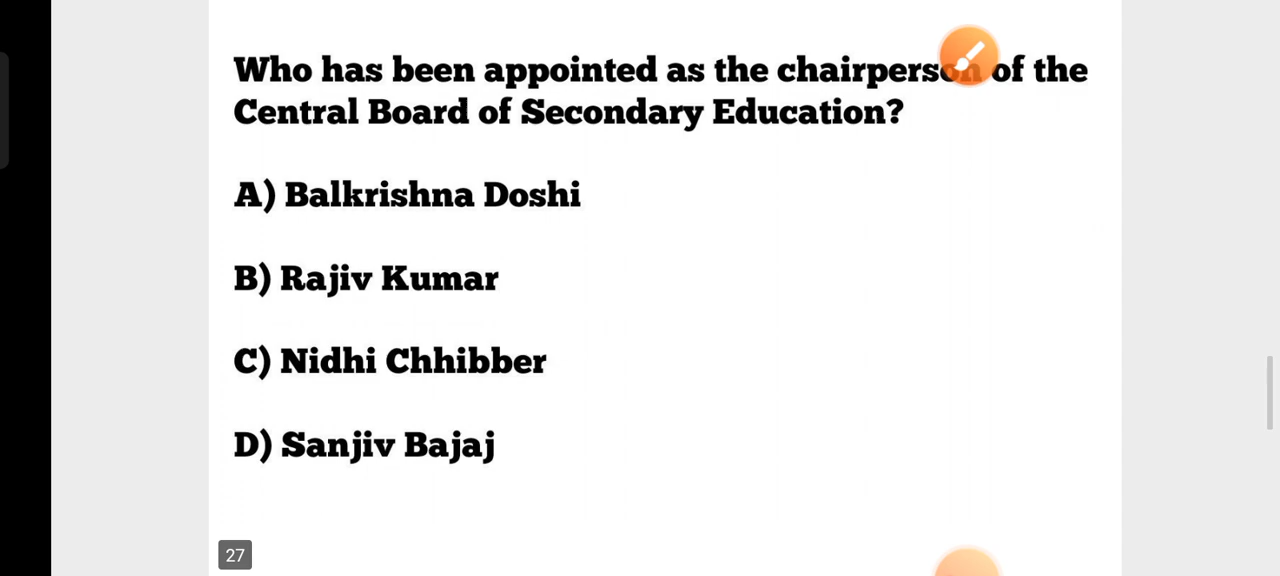 Who has been appointed as the chairperson of the
Central Board of Secondary Education?
A) Balkrishna Doshi
B) Rajiv Kumar
C) Nidhi Chhibber
D) Sanjiv Bajaj
27